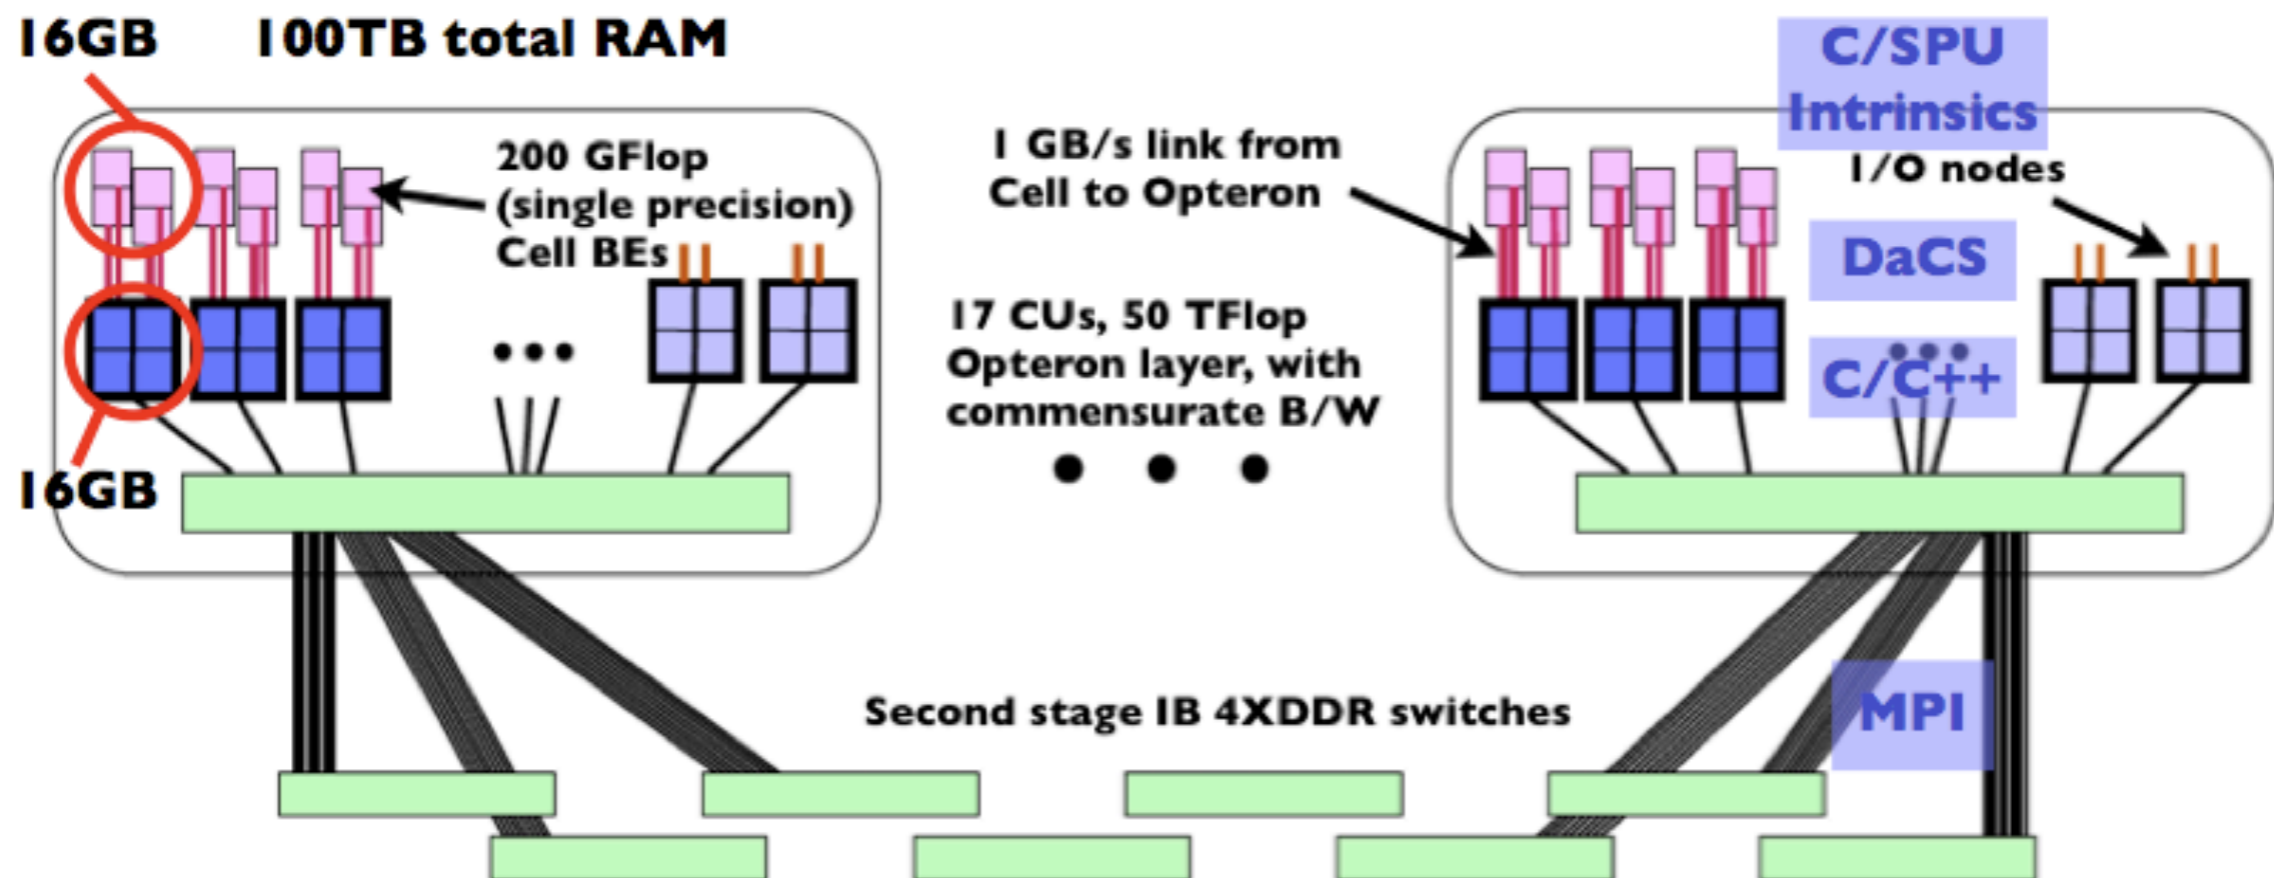 16GB
100TB total RAM
200 GFlop
(single precision)
Cell BEs
16GB
1 GB/s link from
Cell to Opteron
17 CUs, 50 TFlop
Opteron layer, with
commensurate B/W
C/SPU
Intrinsics
I/O nodes
DaCS
C/C++
Second stage IB 4XDDR switches
MPI